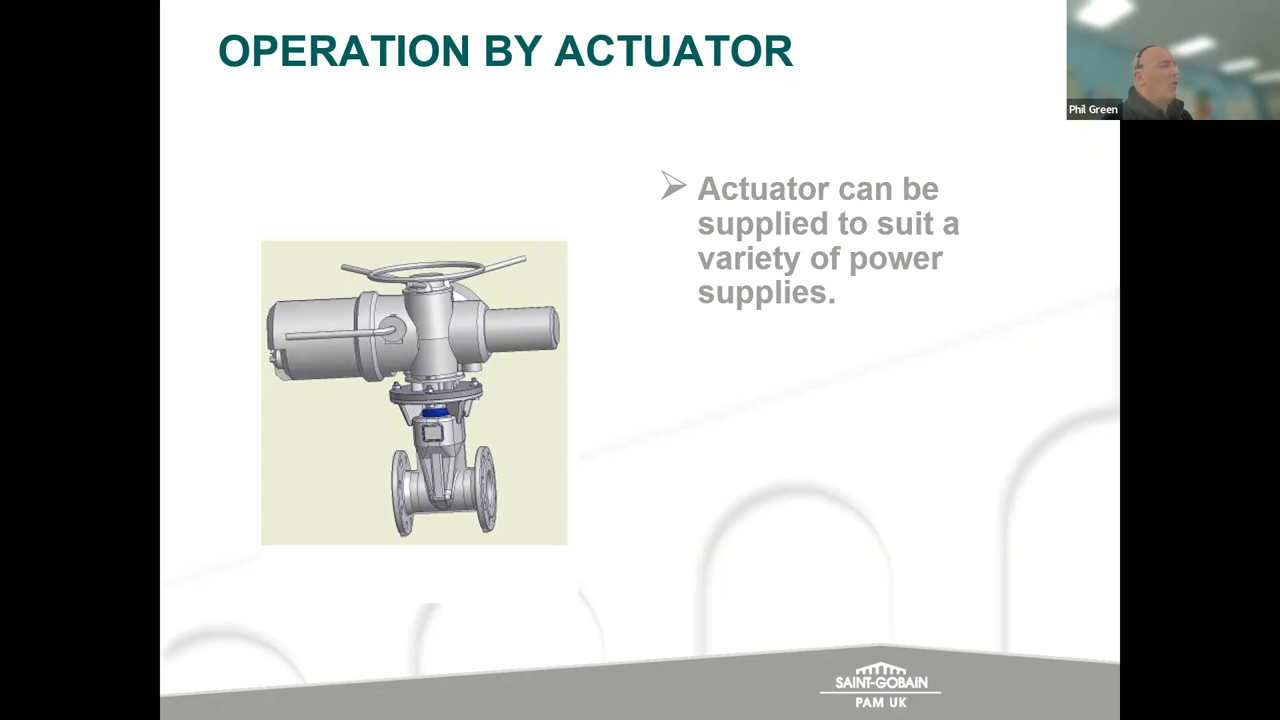 OPERATION BY ACTUATOR
Phil Green
Actuator can be
supplied to suit a
variety of power
supplies.
SAINT-GOBAIN
PAM UK